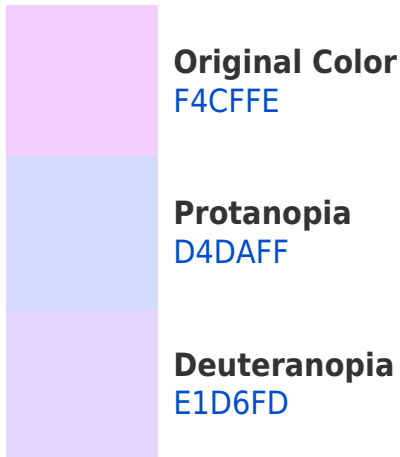 Original Color
F4CFFE
Protanopia
D4DAFF
Deuteranopia
E1D6FD